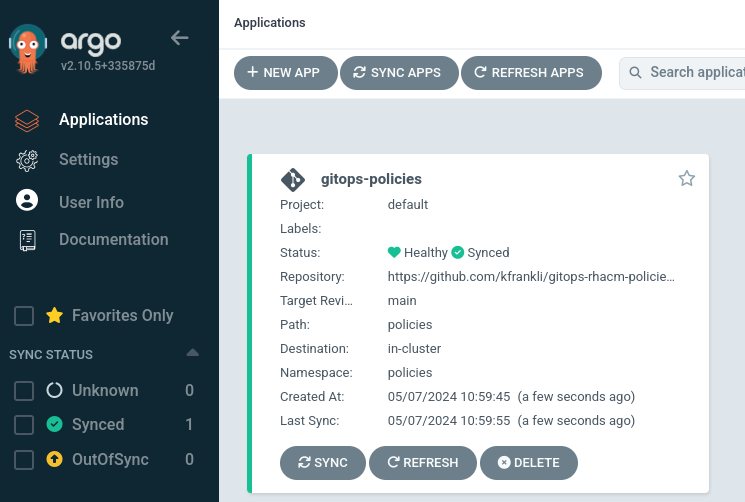 argo
v2.10.5+335875d
Applications
Settings
User Info
Documentation
Favorites Only
SYNC STATUS
Unknown 0
Synced 1
OutOfSync 0
Applications
NEW APP SYNC APPS REFRESH APPS Search applicat
gitops-policies
Project: default
Labels:
Status: Healthy Synced
Repository: https://github.com/kfrankli/gitops-rhacm-policie…
Target Revi… main
Path: policies
Destination: in-cluster
Namespace: policies
Created At: 05/07/2024 10:59:45 (a few seconds ago)
Last Sync: 05/07/2024 10:59:55 (a few seconds ago)
SYNC REFRESH DELETE